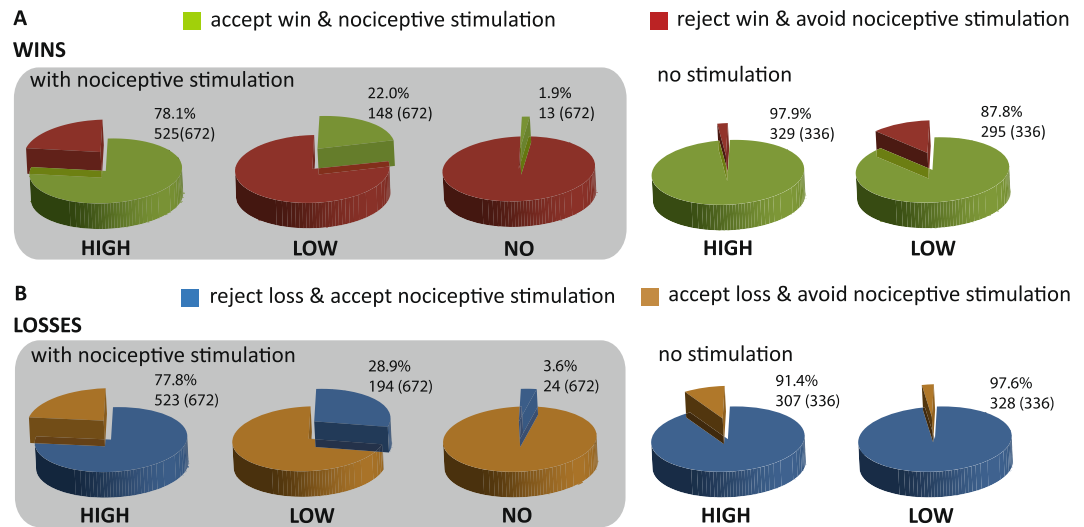 A
accept win & nociceptive stimulation
reject win & avoid nociceptive stimulation
WINS
with nociceptive stimulation
no stimulation
78.1%
525(672)
22.0%
148 (672)
1.9%
13 (672)
97.9%
329 (336)
87.8%
295 (336)
HIGH
LOW
NO
HIGH
LOW
B
reject loss & accept nociceptive stimulation
accept loss & avoid nociceptive stimulation
LOSSES
with nociceptive stimulation
no stimulation
77.8%
523 (672)
28.9%
194 (672)
3.6%
24 (672)
91.4%
307 (336)
97.6%
328 (336)
HIGH
LOW
NO
HIGH
LOW